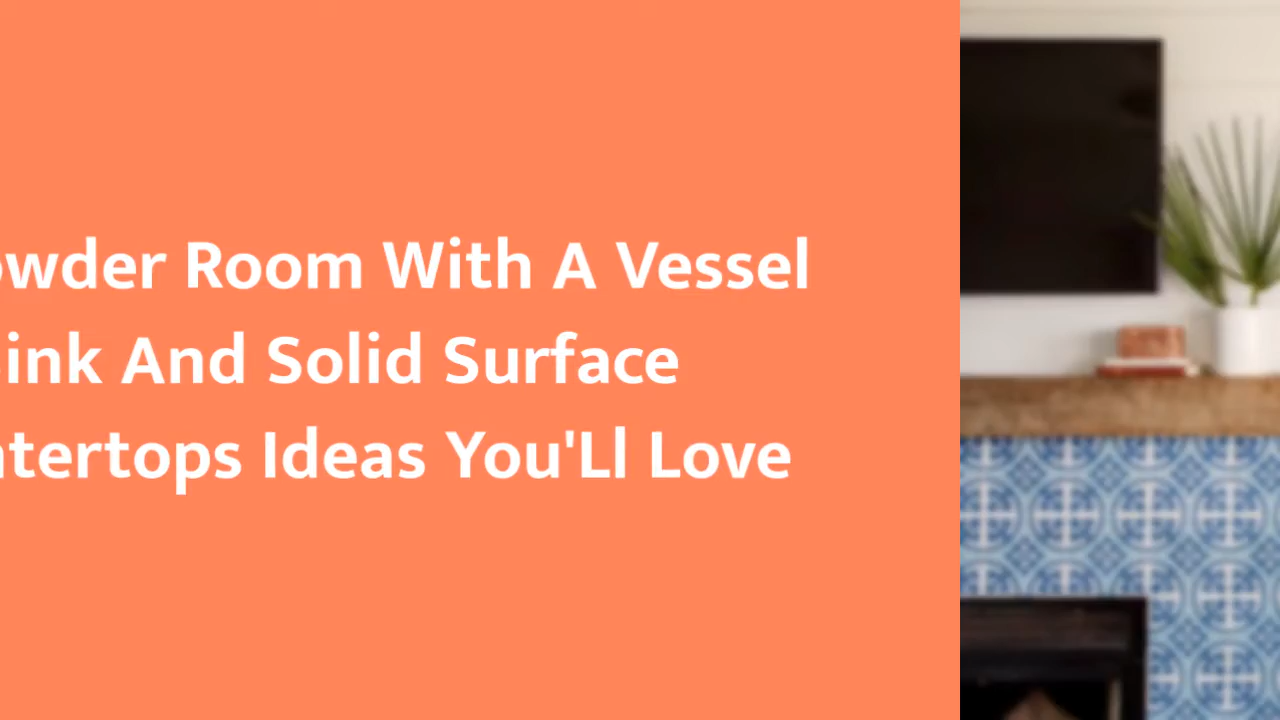 owder Room With A Vessel
ink And Solid Surface
ntertops Ideas You'Ll Love